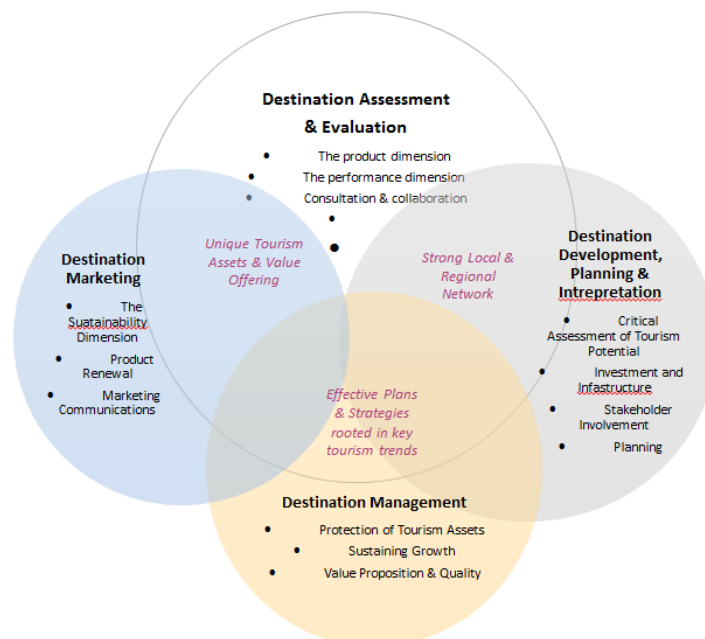 Destination Assessment
& Evaluation
• The product dimension
• The performance dimension
• Consultation & collaboration
•
•
Unique Tourism
Assets & Value
Offering
Strong Local &
Regional
Network
Destination
Marketing
• The
Suatainability
Dimension
• Product
Renewal
• Marketing
Communications
Destination
Development,
Planning &
Intrepretation
• Critical
Assessment of Tourism
Potential
• Investment and
Infastructure
• Stakeholder
Involvement
• Planning
Effective Plans
& Strategies
rooted in key
tourism trends
Destination Management
• Protection of Tourism Assets
• Sustaining Growth
• Value Proposition & Quality